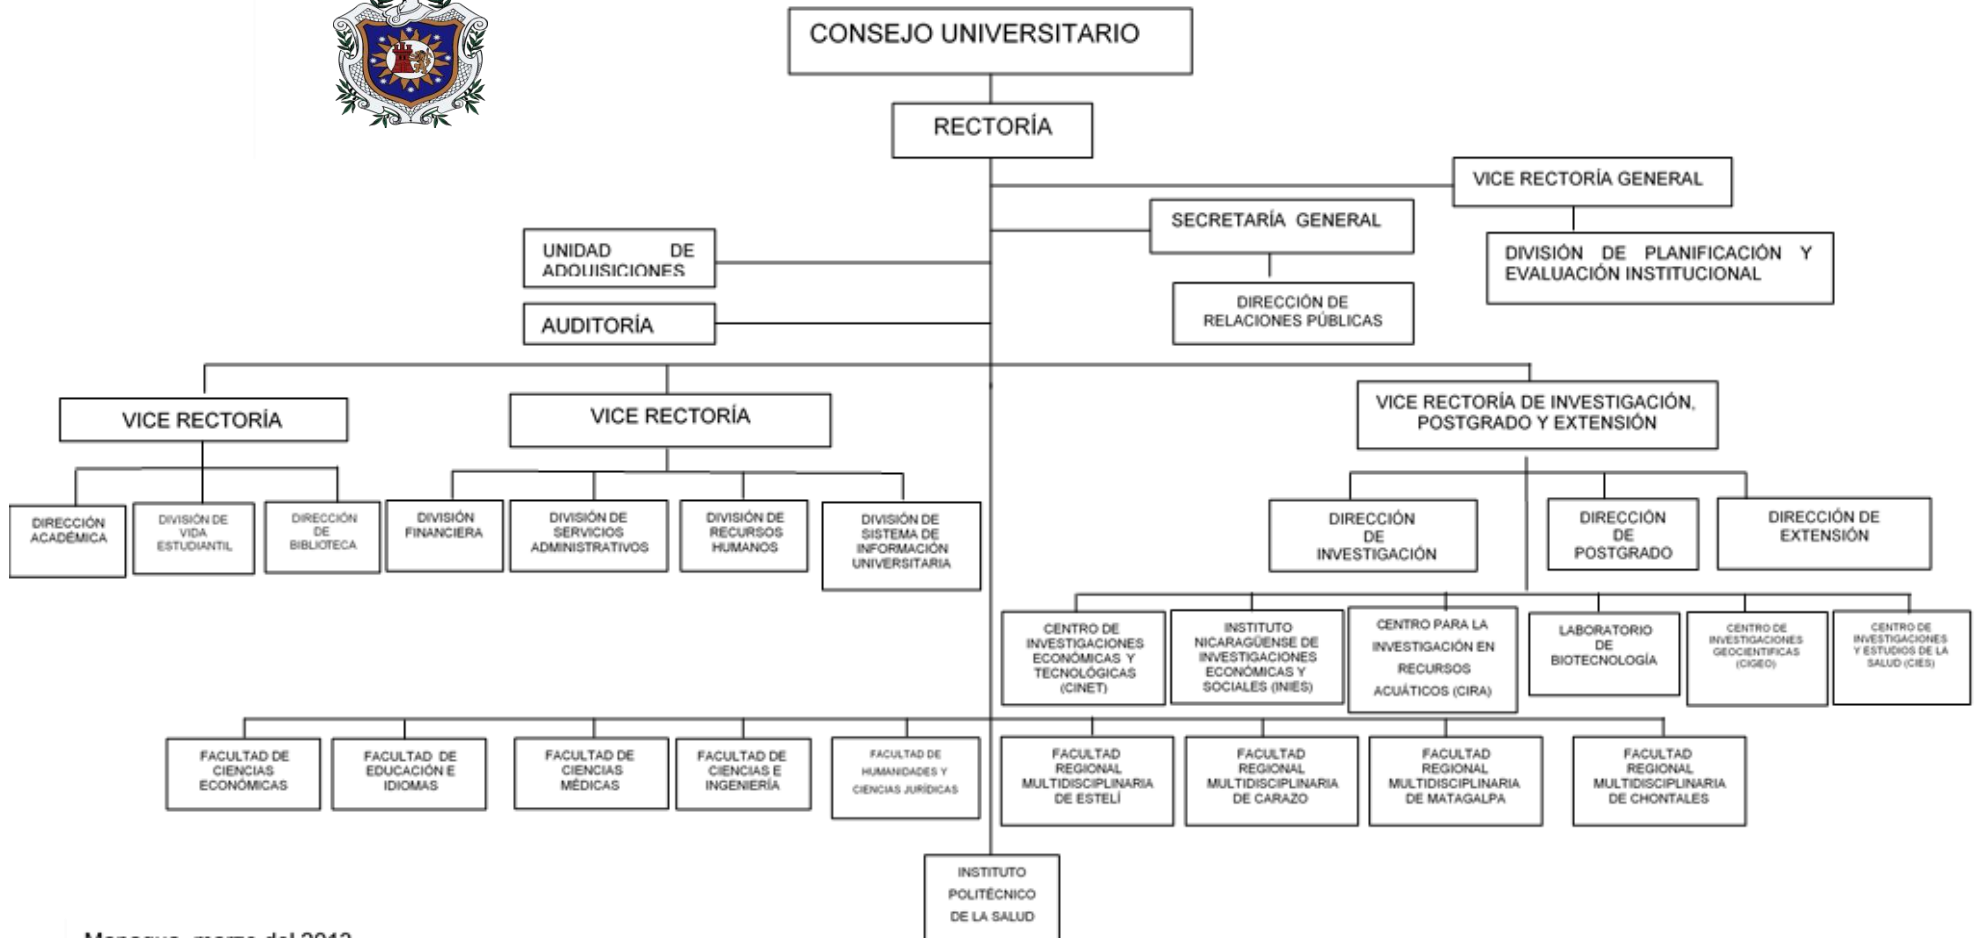 CONSEJO UNIVERSITARIO
RECTORÍA
VICE RECTORÍA GENERAL
SECRETARÍA GENERAL
UNIDAD DE
ADQUISICIONES
DIVISIÓN DE PLANIFICACIÓN Y
EVALUACIÓN INSTITUCIONAL
DIRECCIÓN DE
RELACIONES PÚBLICAS
AUDITORÍA
VICE RECTORÍA
VICE RECTORÍA
VICE RECTORÍA DE INVESTIGACIÓN,
POSTGRADO Y EXTENSIÓN
DIRECCIÓN
ACADÉMICA
DIVISIÓN DE
VIDA
ESTUDIANTIL
DIRECCIÓN
DE
BIBLIOTECA
DIVISIÓN
FINANCIERA
DIVISIÓN DE
SERVICIOS
ADMINISTRATIVOS
DIVISIÓN DE
RECURSOS
HUMANOS
DIVISIÓN DE
SISTEMA DE
INFORMACIÓN
UNIVERSITARIA
DIRECCIÓN
DE
INVESTIGACIÓN
DIRECCIÓN
DE
POSTGRADO
DIRECCIÓN DE
EXTENSIÓN
CENTRO DE
INVESTIGACIONES
ECONÓMICAS Y
TECNOLÓGICAS
(CINET)
INSTITUTO
NICARAGÜENSE DE
INVESTIGACIONES
ECONÓMICAS Y
SOCIALES (INIES)
CENTRO PARA LA
INVESTIGACIÓN EN
RECURSOS
ACUÁTICOS (CIRA)
LABORATORIO
DE
BIOTECNOLOGÍA
CENTRO DE
INVESTIGACIONES
GEOCIENTIFICAS (CIGEO)
CENTRO DE
INVESTIGACIONES
Y ESTUDIOS DE LA
SALUD (CIES)
FACULTAD DE
CIENCIAS
ECONÓMICAS
FACULTAD DE
EDUCACIÓN E
IDIOMAS
FACULTAD DE
CIENCIAS
MÉDICAS
FACULTAD DE
CIENCIAS E
INGENIERÍA
FACULTAD DE
HUMANIDADES Y
CIENCIAS JURÍDICAS
FACULTAD
REGIONAL
MULTIDISCIPLINARIA
DE ESTELÍ
FACULTAD
REGIONAL
MULTIDISCIPLINARIA
DE CARAZO
FACULTAD
REGIONAL
MULTIDISCIPLINARIA
DE MATAGALPA
FACULTAD
REGIONAL
MULTIDISCIPLINARIA
DE CHONTALES
INSTITUTO
POLITÉCNICO
DE LA SALUD
Managua, marzo del 2013